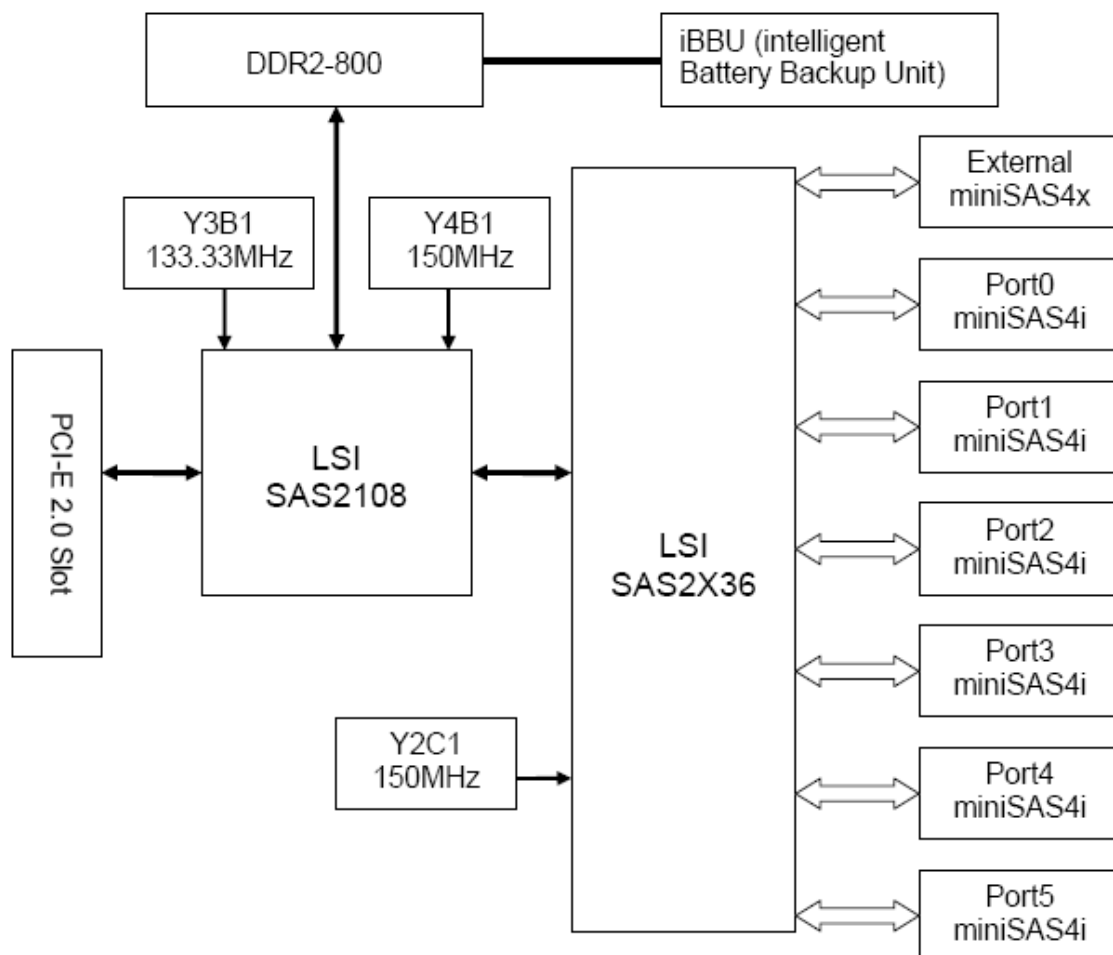 DDR2-800
iBBU (intelligent
Battery Backup Unit)
External
miniSAS4x
Y3B1
133.33MHz
Y4B1
150MHz
Port0
miniSAS4i
PCI-E 2.0 Slot
LSI
SAS2108
Port1
miniSAS4i
LSI
SAS2X36
Port2
miniSAS4i
Port3
miniSAS4i
Y2C1
150MHz
Port4
miniSAS4i
Port5
miniSAS4i